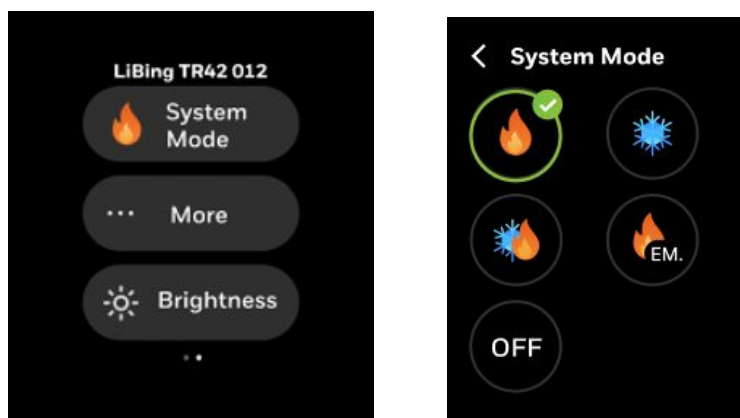 LiBing TR42 012
System
Mode
··· More
Brightness
< System Mode
EM.
OFF